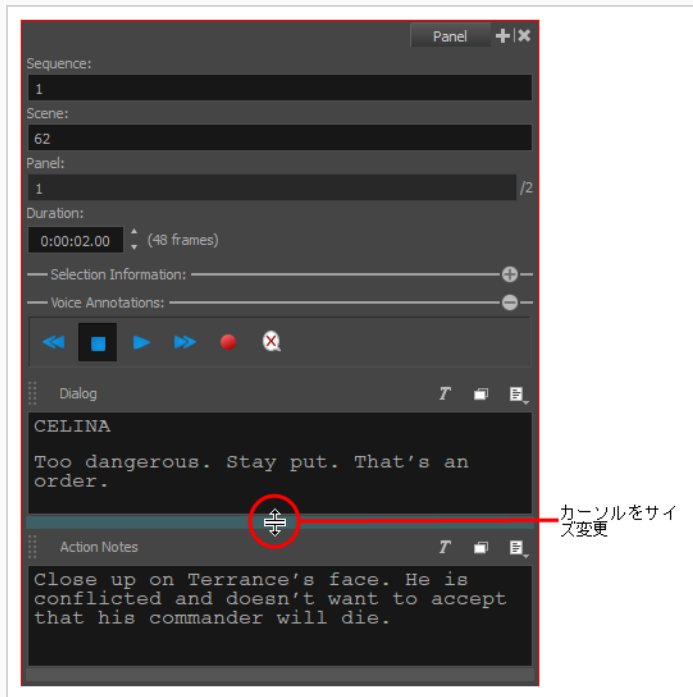 Panel
Sequence:
1
Scene:
62
Panel:
1 /2
Duration:
0:00:02.00 (48 frames)
Selection Information:
Voice Annotations:
Dialog
CELINA
Too dangerous. Stay put. That's an
order.
カーソルをサイ
ズ変更
Action Notes
Close up on Terrance's face. He is
conflicted and doesn't want to accept
that his commander will die.